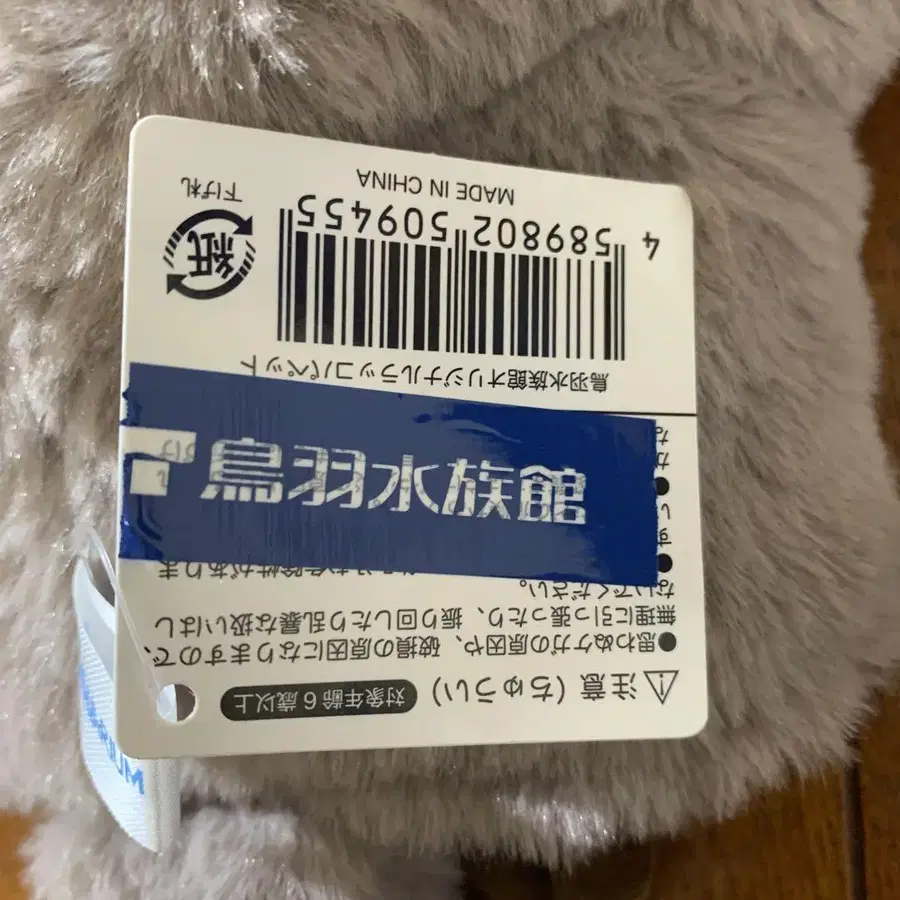 ⚠注意（ちゅうい） 対象年齢6歳以上
●思わぬケガの原因や、破損の原因になりますので、
無理に引っ張ったり、振り回したり乱暴な扱いはし
ないでください。
鳥羽水族館
鳥羽水族館オリジナルラッコパペット
4 589802 509455
MADE IN CHINA
紙
下げ札